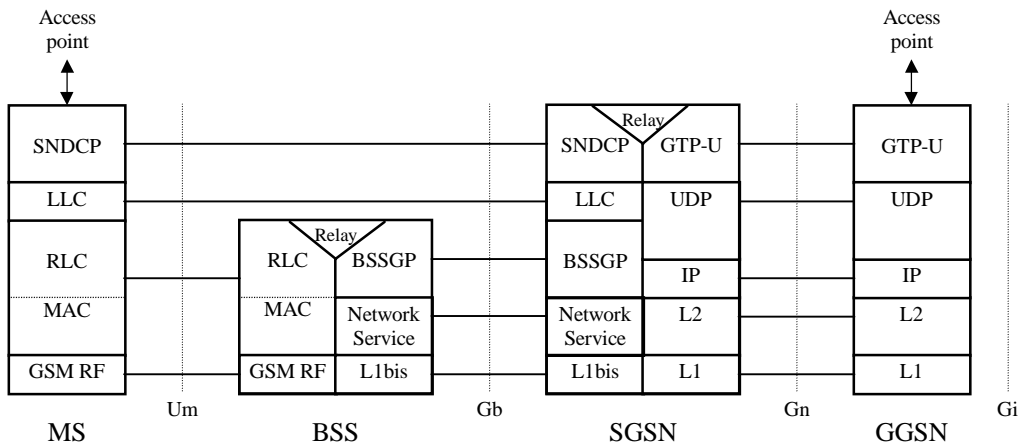 Access
point
Access
point
Relay
SNDCP
SNDCP
GTP-U
GTP-U
LLC
LLC
UDP
UDP
Relay
RLC
RLC
BSSGP
BSSGP
IP
IP
MAC
MAC
Network
Service
Network
Service
L2
L2
GSM RF
GSM RF
L1bis
L1bis
L1
L1
Um
Gb
Gn
Gi
MS
BSS
SGSN
GGSN